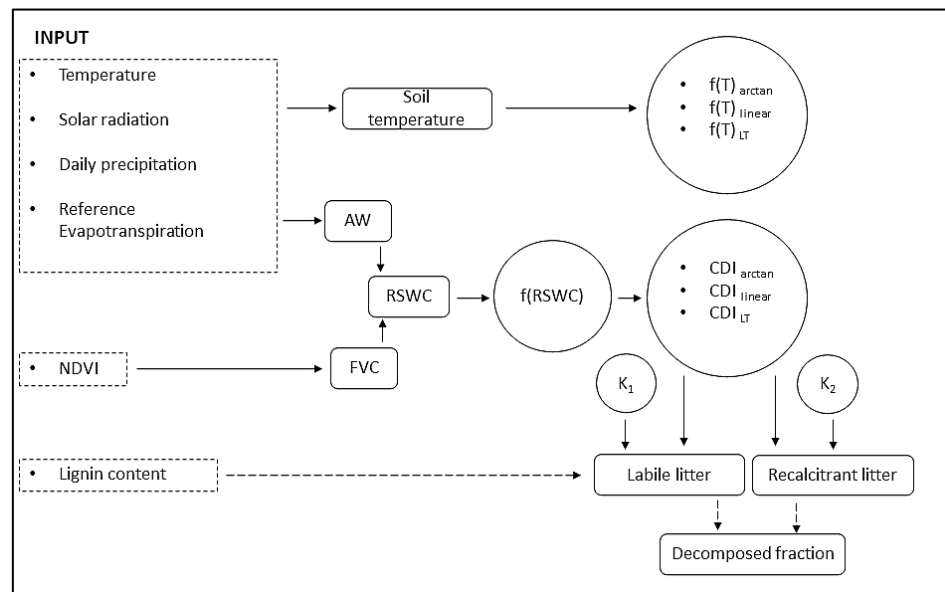 INPUT
• Temperature
• Solar radiation
• Daily precipitation
• Reference
Evapotranspiration
Soil
temperature
• f(T) arctan
• f(T) linear
• f(T) LT
AW
RSWC
f(RSWC)
• CDI arctan
• CDI linear
• CDI LT
• NDVI
FVC
K1
K2
• Lignin content
Labile litter
Recalcitrant litter
Decomposed fraction